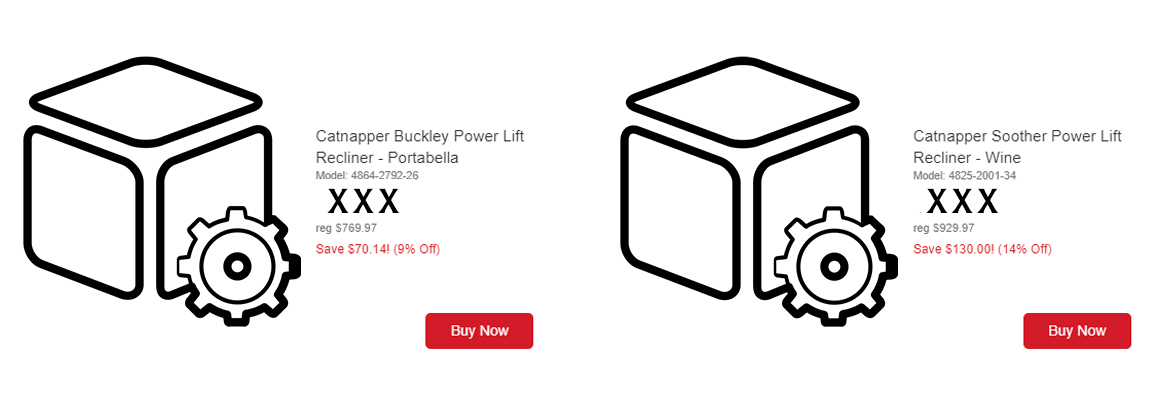 Catnapper Buckley Power Lift
Recliner - Portabella
Model: 4864-2792-26
XXX
reg $769.97
Save $70.14! (9% Off)
Buy Now
Catnapper Soother Power Lift
Recliner - Wine
Model: 4825-2001-34
XXX
reg $929.97
Save $130.00! (14% Off)
Buy Now